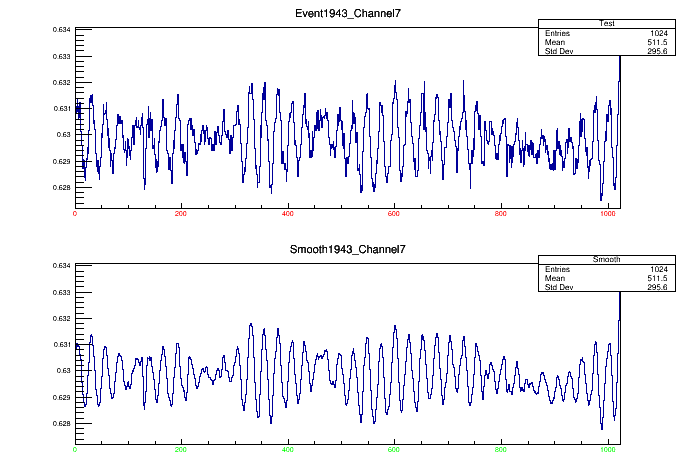 Event1943_Channel7
Test
Entries 1024
Mean 511.5
Std Dev 295.6
0.634
0.633
0.632
0.631
0.63
0.629
0.628
0 200 400 600 800 1000
Smooth1943_Channel7
Smooth
Entries 1024
Mean 511.5
Std Dev 295.6
0.634
0.633
0.632
0.631
0.63
0.629
0.628
0 200 400 600 800 1000